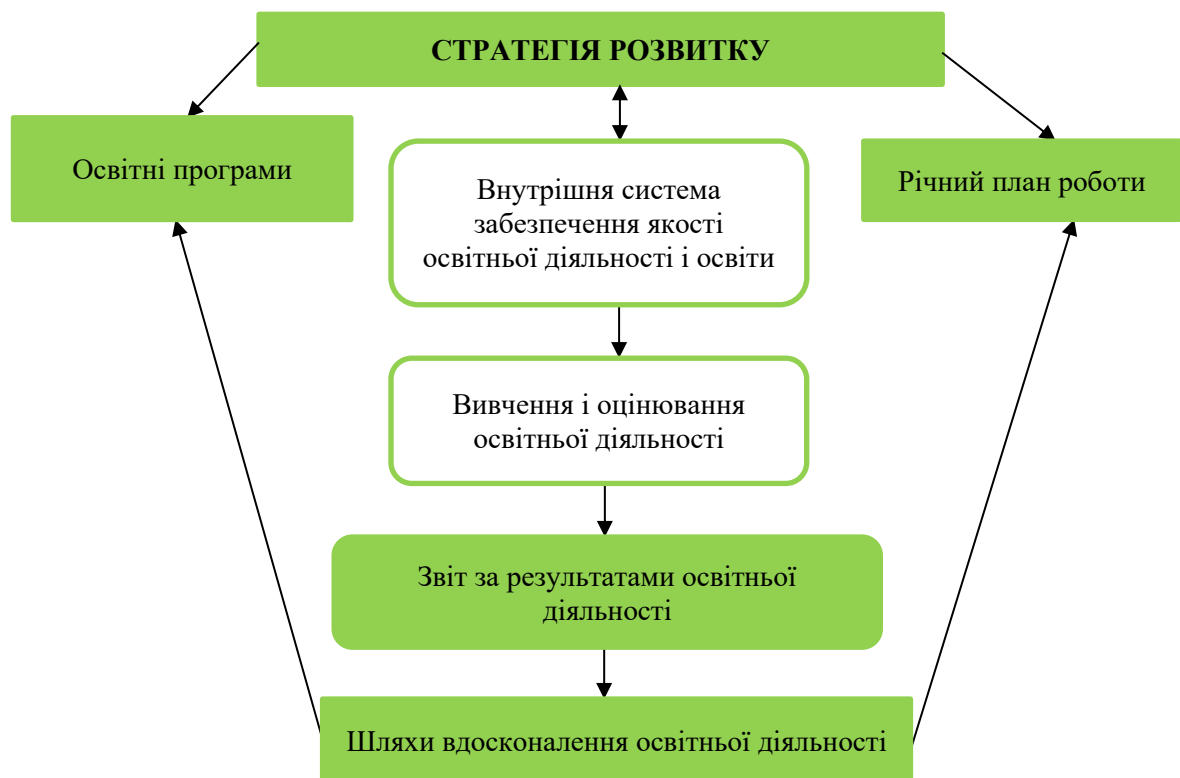 СТРАТЕГІЯ РОЗВИТКУ
Освітні програми
Внутрішня система
забезпечення якості
освітньої діяльності і освіти
Річний план роботи
Вивчення і оцінювання
освітньої діяльності
Звіт за результатами освітньої
діяльності
Шляхи вдосконалення освітньої діяльності